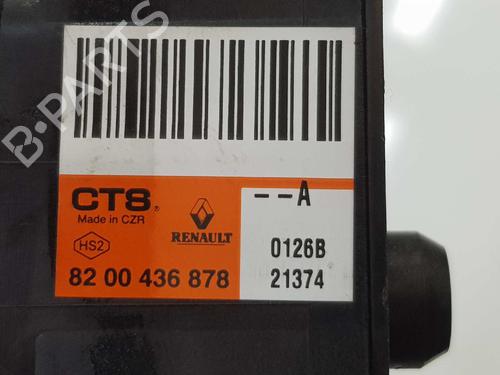 B-PARTS
CTS®
Made in CZR
HS2
RENAULT
82 00 436 878
--A
0126B
21374